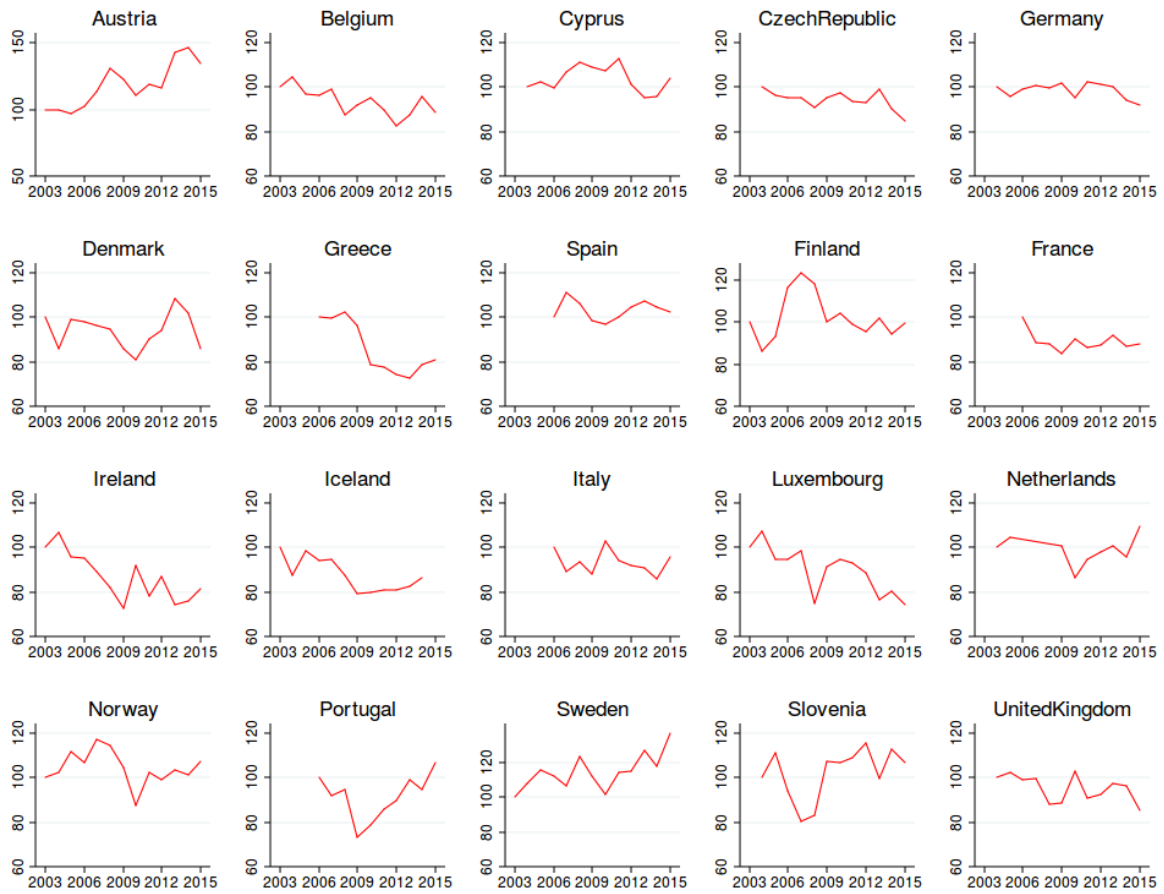 Austria
50 100 150
2003 2006 2009 2012 2015
Belgium
60 80 100 120
2003 2006 2009 2012 2015
Cyprus
60 80 100 120
2003 2006 2009 2012 2015
CzechRepublic
60 80 100 120
2003 2006 2009 2012 2015
Germany
60 80 100 120
2003 2006 2009 2012 2015
Denmark
60 80 100 120
2003 2006 2009 2012 2015
Greece
60 80 100 120
2003 2006 2009 2012 2015
Spain
60 80 100 120
2003 2006 2009 2012 2015
Finland
60 80 100 120
2003 2006 2009 2012 2015
France
60 80 100 120
2003 2006 2009 2012 2015
Ireland
60 80 100 120
2003 2006 2009 2012 2015
Iceland
60 80 100 120
2003 2006 2009 2012 2015
Italy
60 80 100 120
2003 2006 2009 2012 2015
Luxembourg
60 80 100 120
2003 2006 2009 2012 2015
Netherlands
60 80 100 120
2003 2006 2009 2012 2015
Norway
60 80 100 120
2003 2006 2009 2012 2015
Portugal
60 80 100 120
2003 2006 2009 2012 2015
Sweden
60 80 100 120
2003 2006 2009 2012 2015
Slovenia
60 80 100 120
2003 2006 2009 2012 2015
UnitedKingdom
60 80 100 120
2003 2006 2009 2012 2015